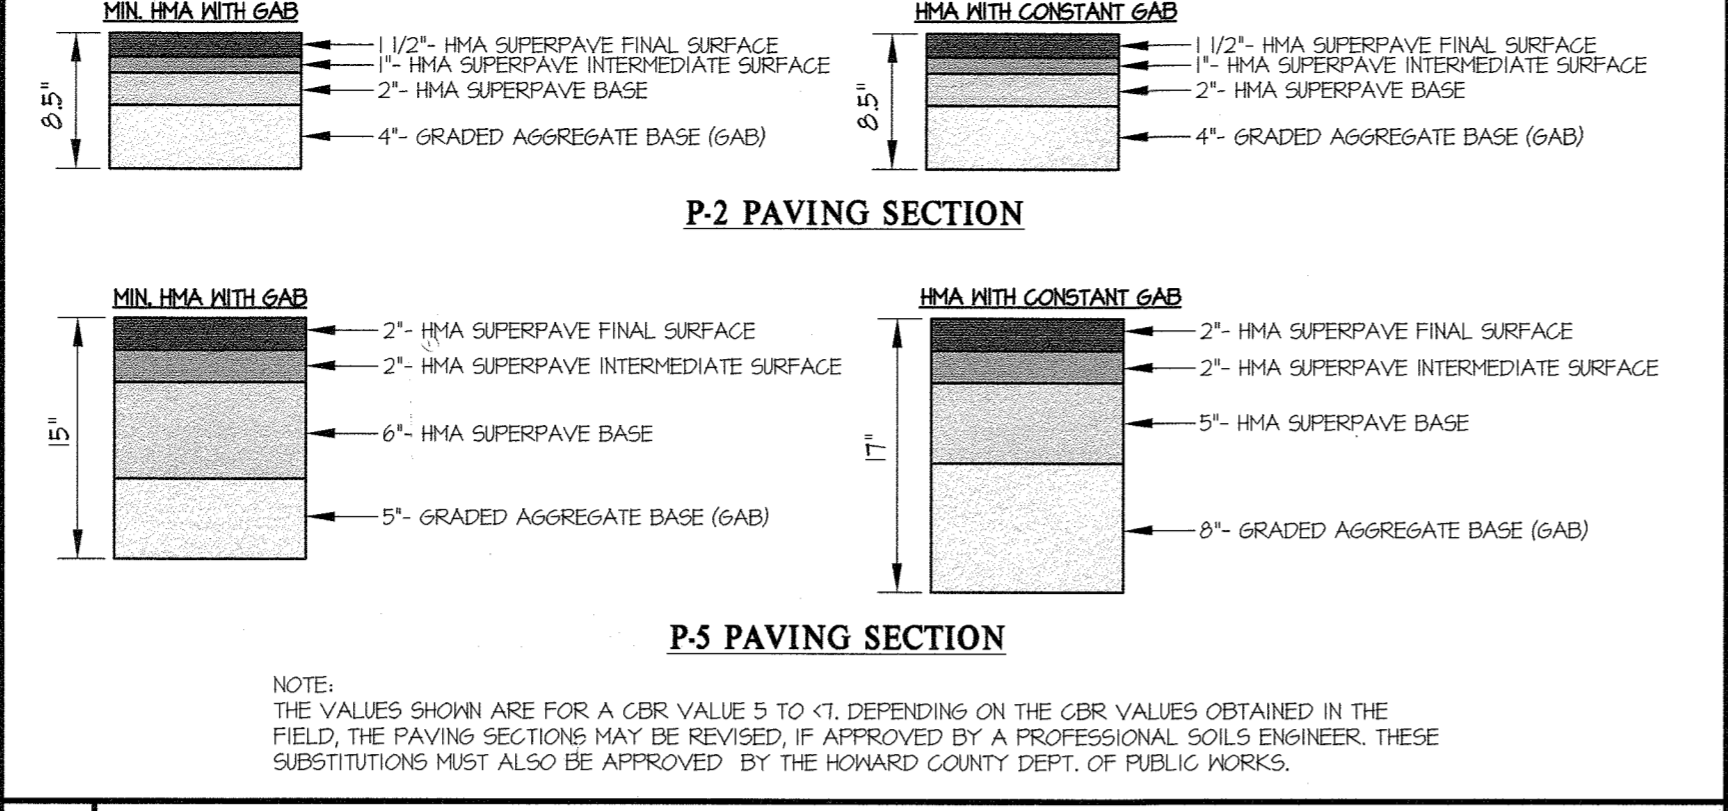 MIN. HMA WITH GAB
8.5"
1 1/2"- HMA SUPERPAVE FINAL SURFACE
1"- HMA SUPERPAVE INTERMEDIATE SURFACE
2"- HMA SUPERPAVE BASE
4"- GRADED AGGREGATE BASE (GAB)
HMA WITH CONSTANT GAB
8.5"
1 1/2"- HMA SUPERPAVE FINAL SURFACE
1"- HMA SUPERPAVE INTERMEDIATE SURFACE
2"- HMA SUPERPAVE BASE
4"- GRADED AGGREGATE BASE (GAB)
P-2 PAVING SECTION
MIN. HMA WITH GAB
15"
2"- HMA SUPERPAVE FINAL SURFACE
2"- HMA SUPERPAVE INTERMEDIATE SURFACE
6"- HMA SUPERPAVE BASE
5"- GRADED AGGREGATE BASE (GAB)
HMA WITH CONSTANT GAB
17"
2"- HMA SUPERPAVE FINAL SURFACE
2"- HMA SUPERPAVE INTERMEDIATE SURFACE
5"- HMA SUPERPAVE BASE
8"- GRADED AGGREGATE BASE (GAB)
P-5 PAVING SECTION
NOTE:
THE VALUES SHOWN ARE FOR A CBR VALUE 5 TO <7. DEPENDING ON THE CBR VALUES OBTAINED IN THE
FIELD, THE PAVING SECTIONS MAY BE REVISED, IF APPROVED BY A PROFESSIONAL SOILS ENGINEER. THESE
SUBSTITUTIONS MUST ALSO BE APPROVED BY THE HOWARD COUNTY DEPT. OF PUBLIC WORKS.